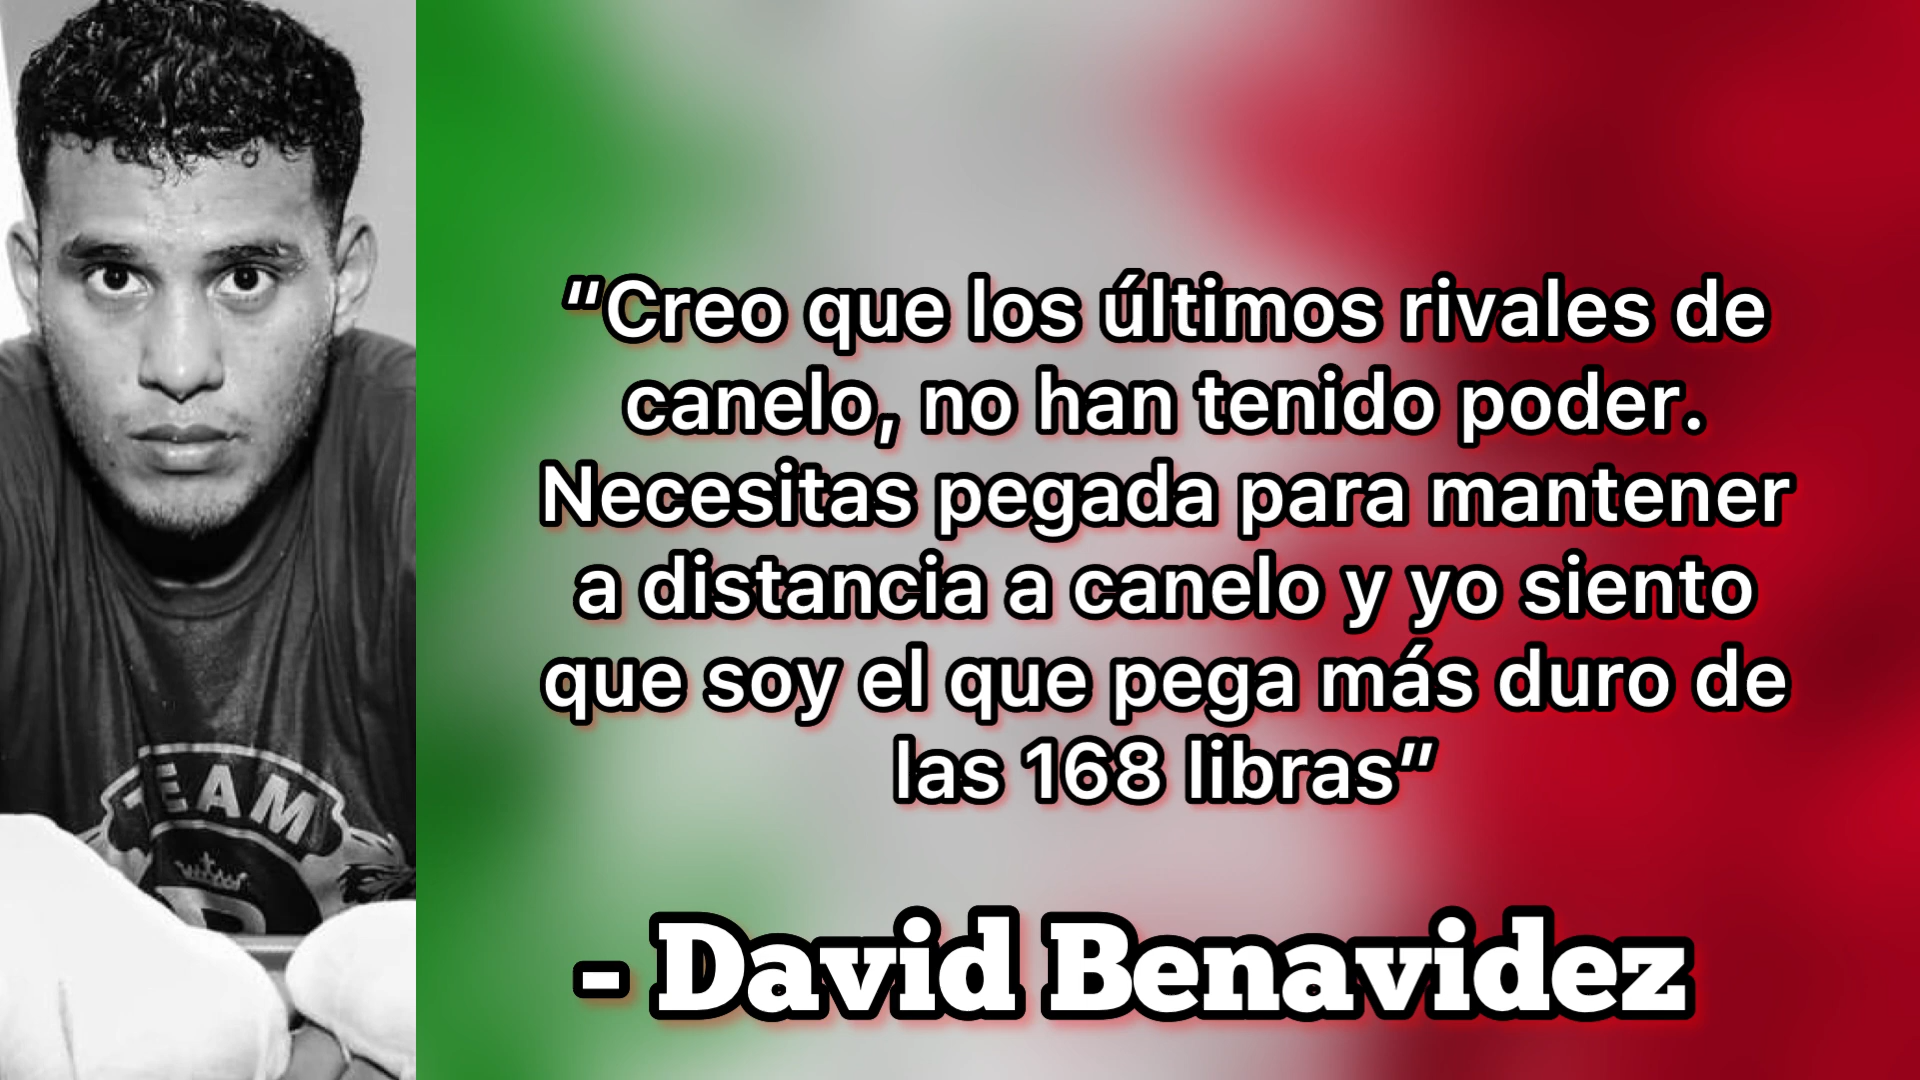 “Creo que los últimos rivales de
canelo, no han tenido poder.
Necesitas pegada para mantener
a distancia a canelo y yo siento
que soy el que pega más duro de
las 168 libras”
- David Benavidez
TEAM
B